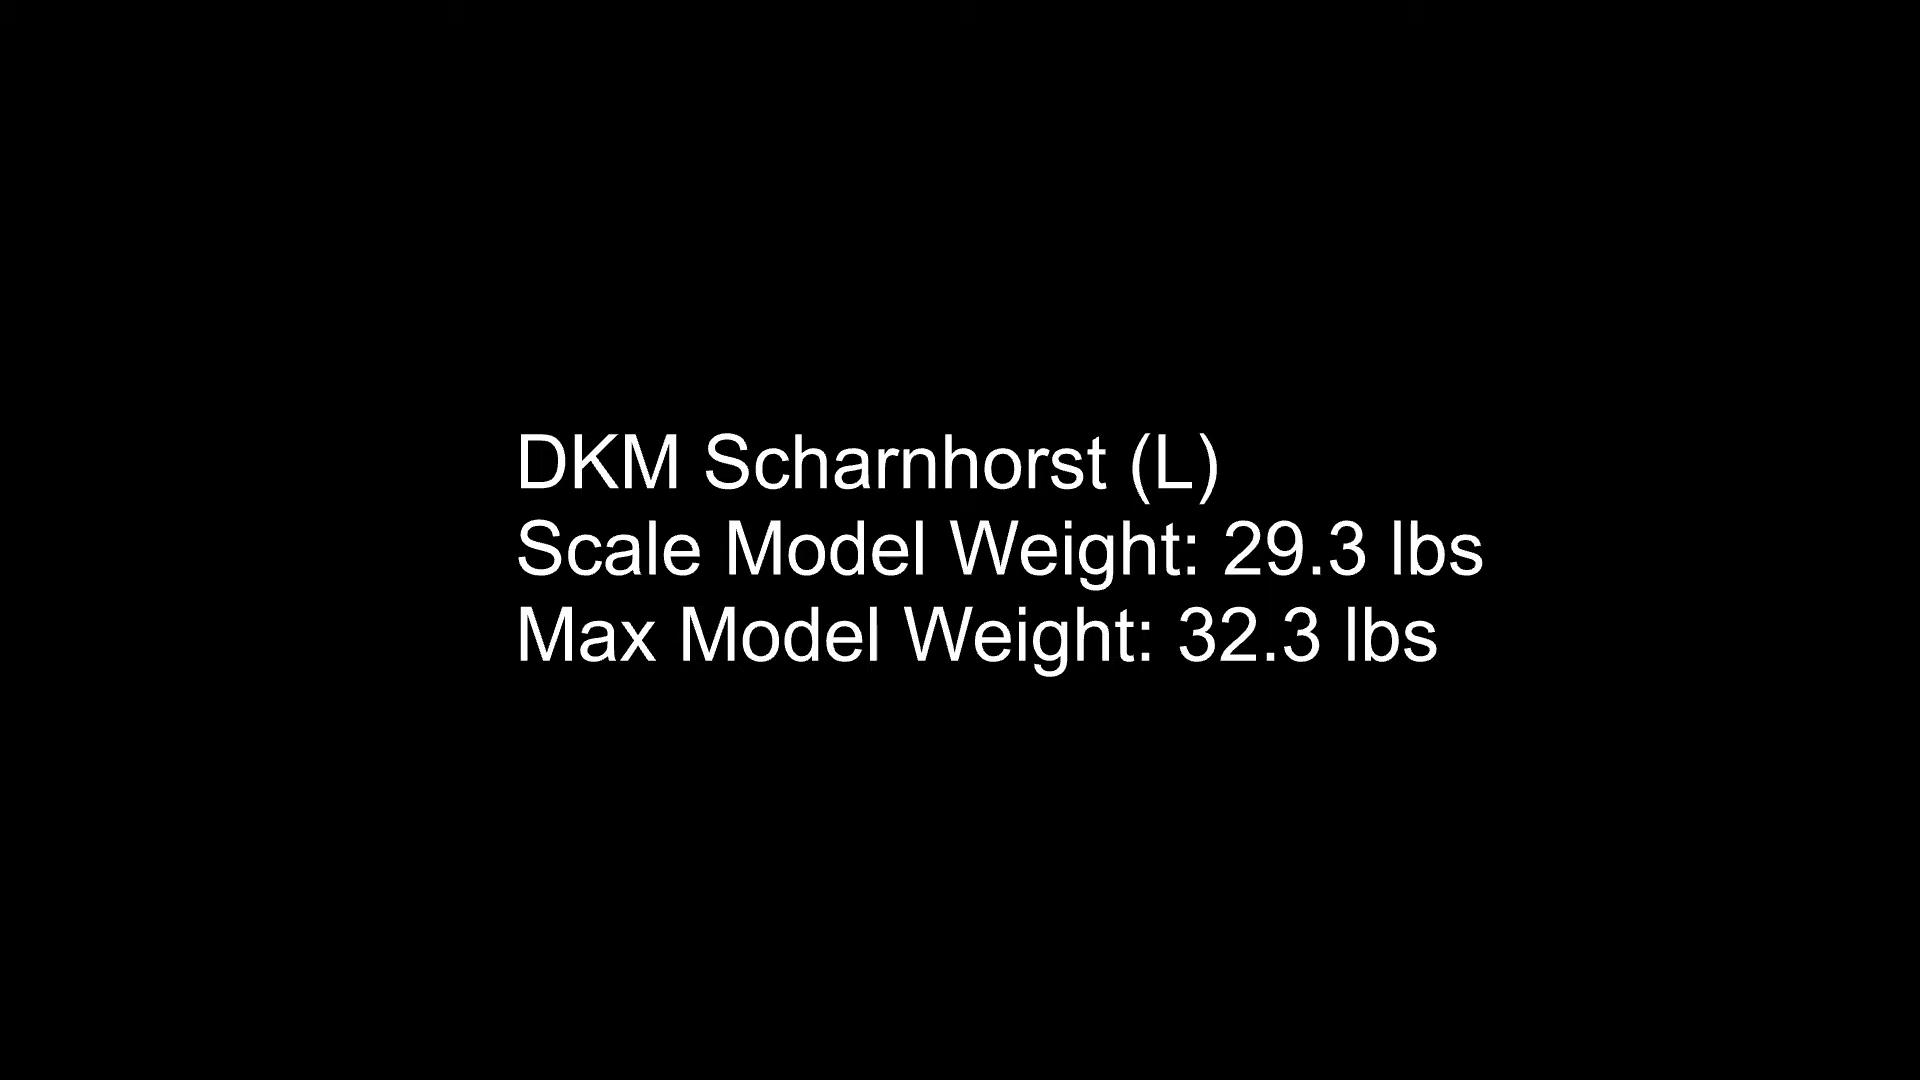 DKM Scharnhorst (L)
Scale Model Weight: 29.3 lbs
Max Model Weight: 32.3 lbs